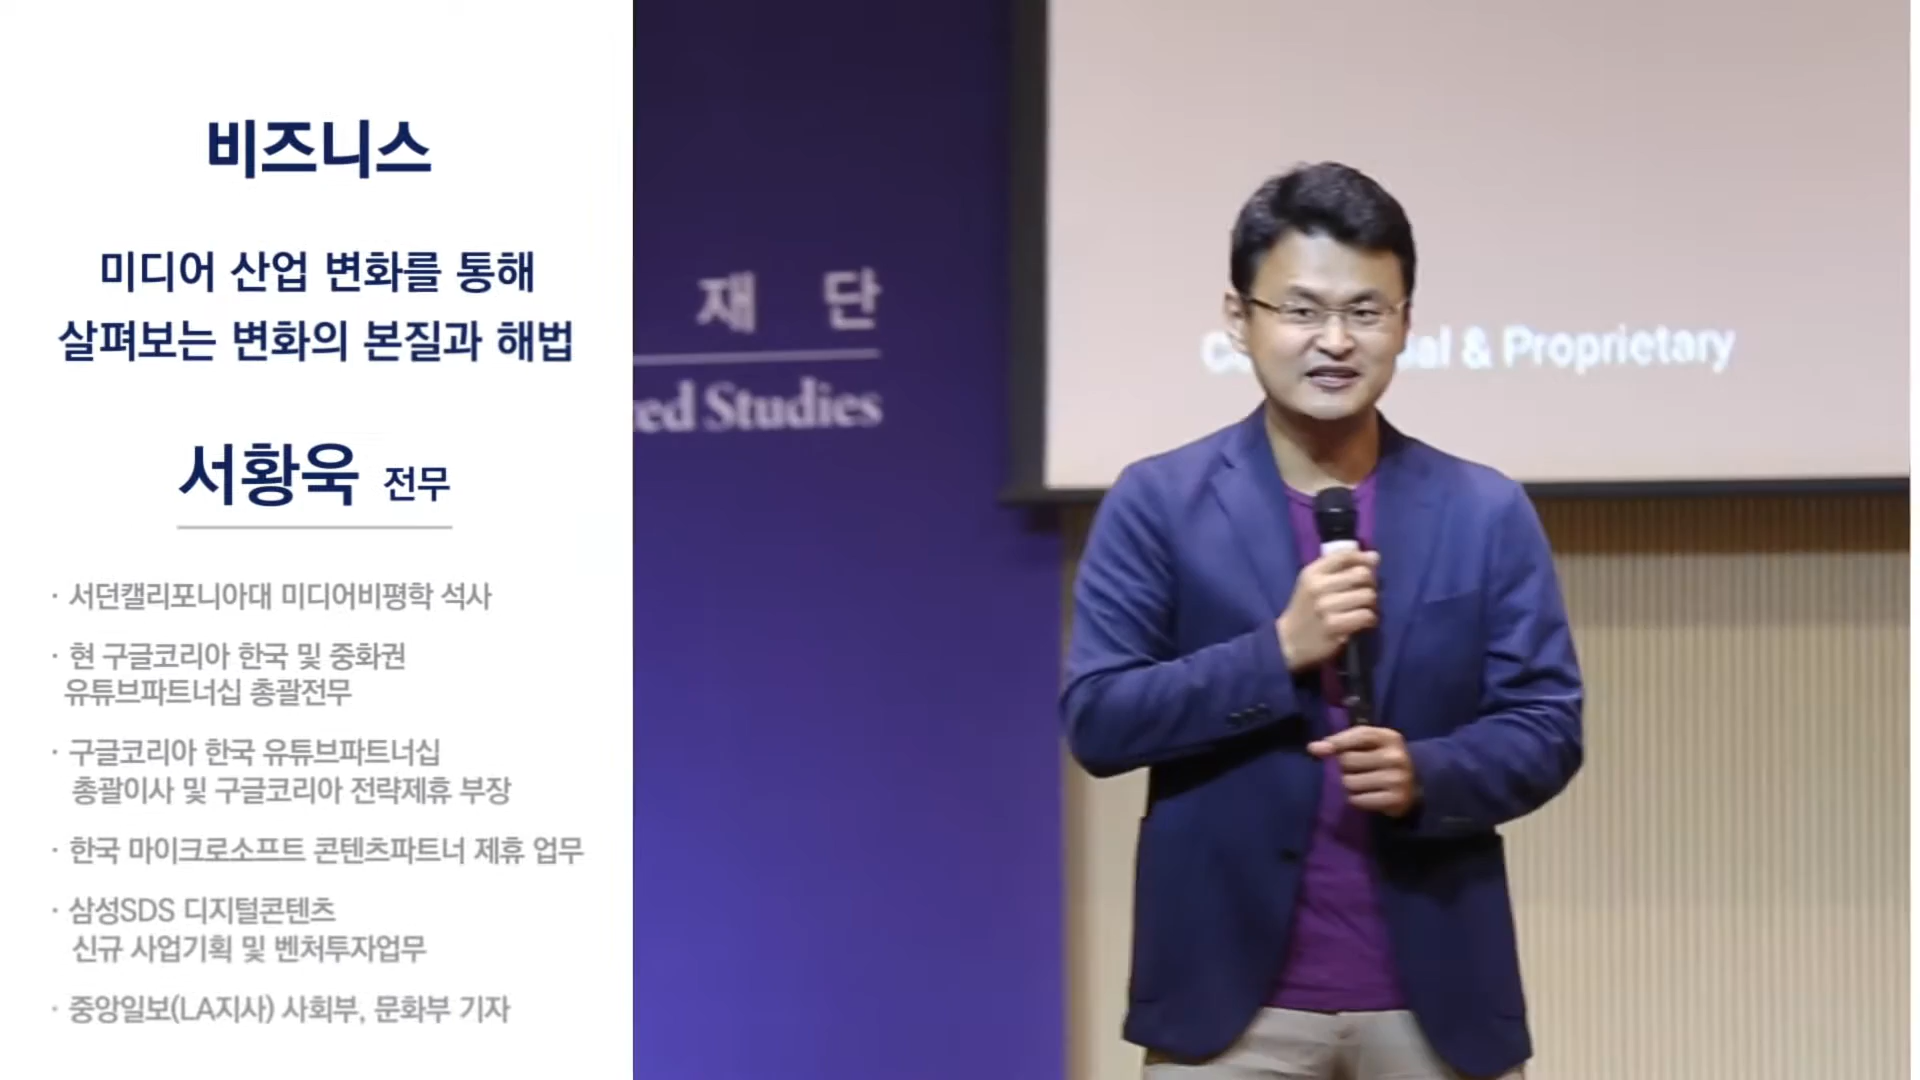 비즈니스
미디어 산업 변화를 통해
살펴보는 변화의 본질과 해법
서황욱 전무
· 서던캘리포니아대 미디어비평학 석사
· 현 구글코리아 한국 및 중화권
유튜브파트너십 총괄전무
· 구글코리아 한국 유튜브파트너십
총괄이사 및 구글코리아 전략제휴 부장
· 한국 마이크로소프트 콘텐츠파트너 제휴 업무
· 삼성SDS 디지털콘텐츠
신규 사업기획 및 벤처투자업무
· 중앙일보(LA지사) 사회부, 문화부 기자
재 단
Studies
& Proprietary